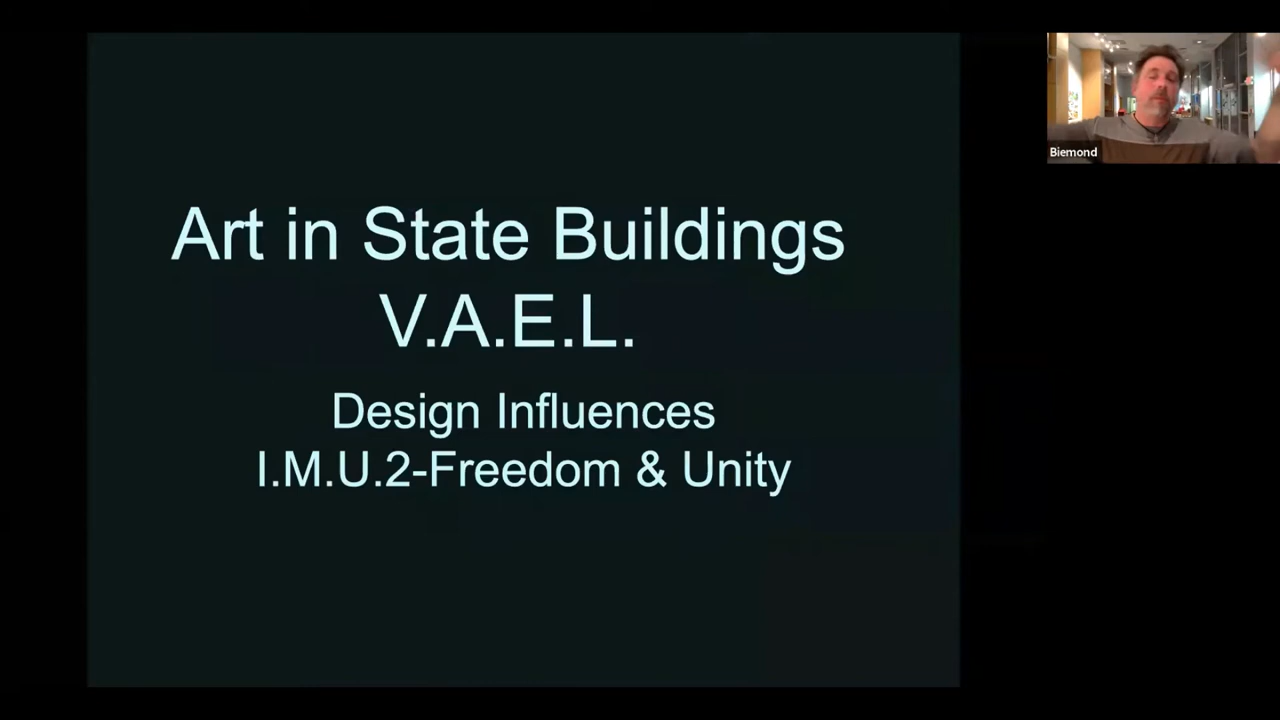 Art in State Buildings
V.A.E.L.
Design Influences
I.M.U.2-Freedom & Unity
Biemond